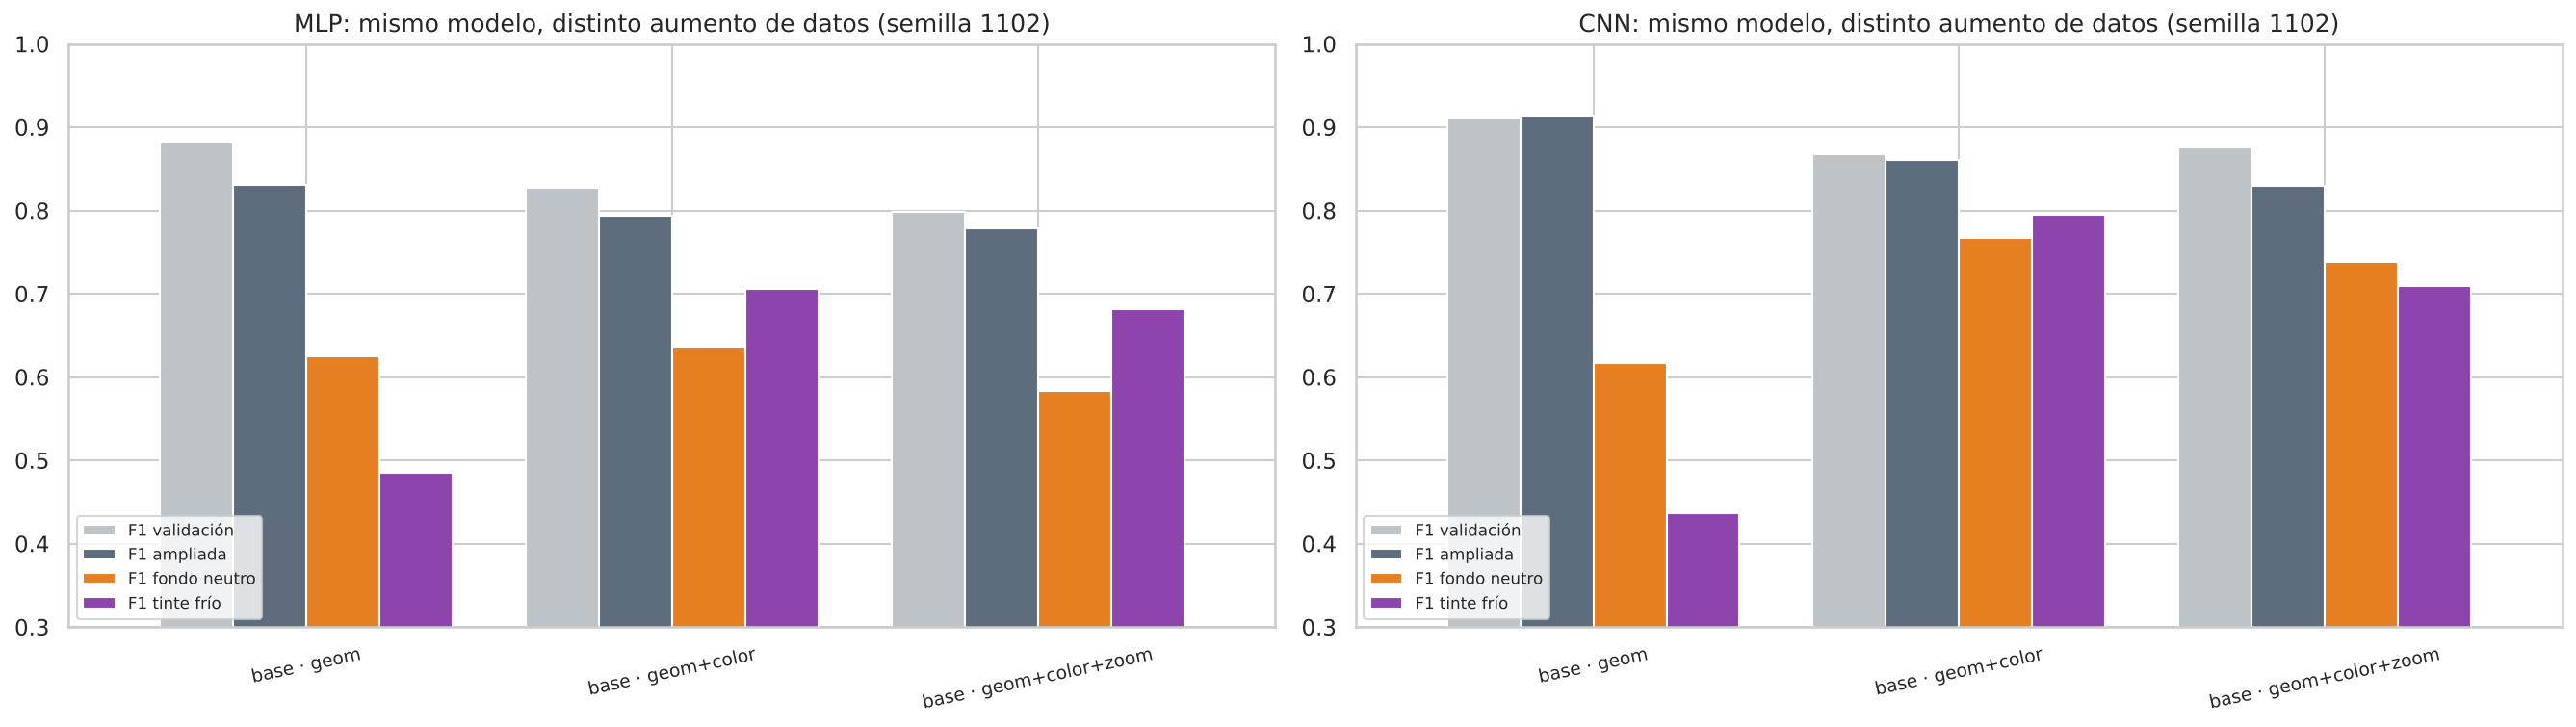 MLP: mismo modelo, distinto aumento de datos (semilla 1102)
1.0
0.9
0.8
0.7
0.6
0.5
0.4
0.3
F1 validación
F1 ampliada
F1 fondo neutro
F1 tinte frío
base · geom
base · geom+color
base · geom+color+zoom
CNN: mismo modelo, distinto aumento de datos (semilla 1102)
1.0
0.9
0.8
0.7
0.6
0.5
0.4
0.3
F1 validación
F1 ampliada
F1 fondo neutro
F1 tinte frío
base · geom
base · geom+color
base · geom+color+zoom